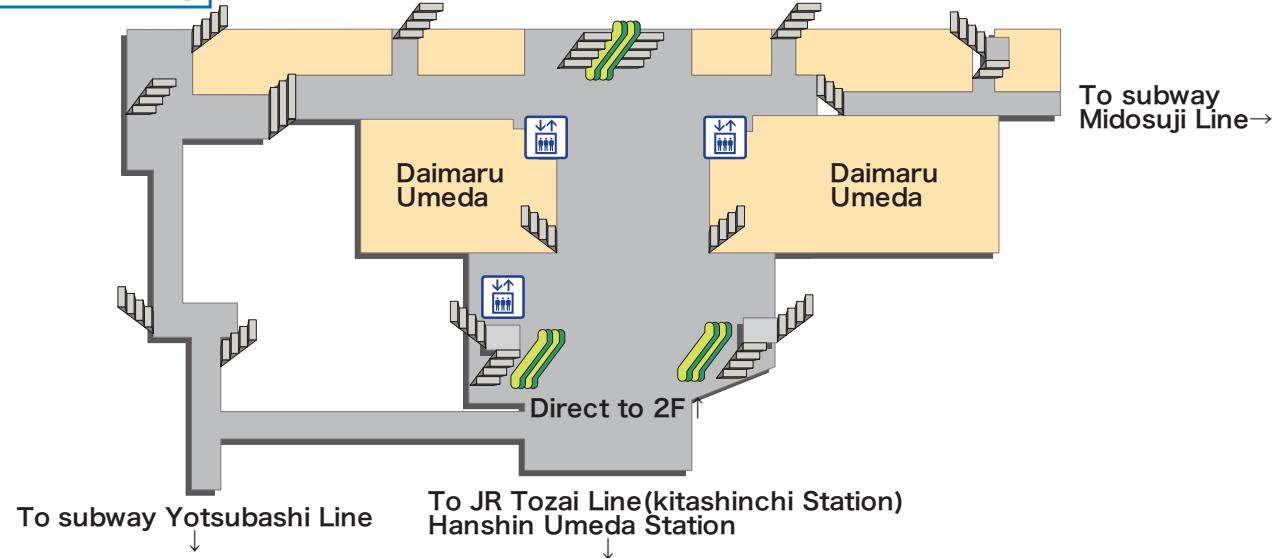 To subway
Midosuji Line→
Daimaru
Umeda
Daimaru
Umeda
Direct to 2F ↑
To subway Yotsubashi Line
↓
To JR Tozai Line(kitashinchi Station)
Hanshin Umeda Station
↓